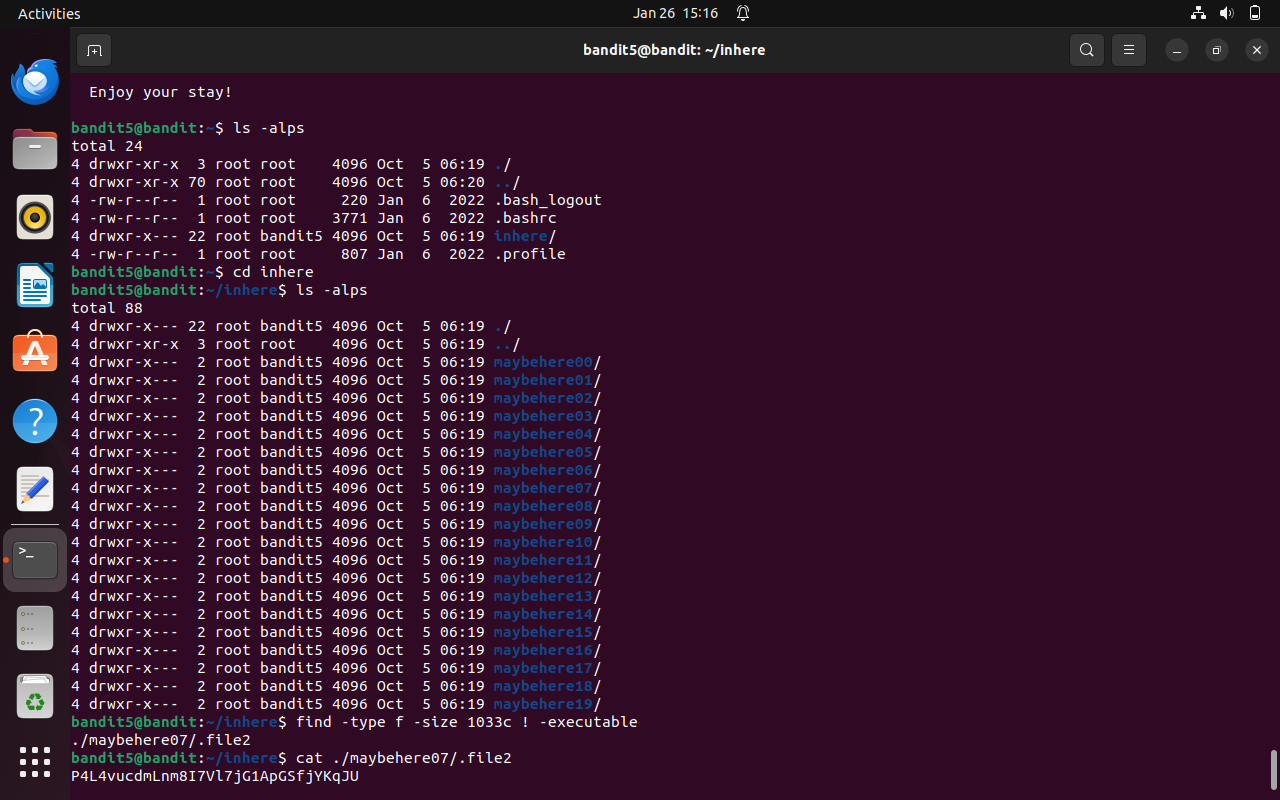 Activities
Jan 26 15:16
bandit5@bandit: ~/inhere
Enjoy your stay!
bandit5@bandit:~$ ls -alps
total 24
4 drwxr-xr-x  3 root root    4096 Oct  5 06:19 ./
4 drwxr-xr-x 70 root root    4096 Oct  5 06:20 ../
4 -rw-r--r--  1 root root     220 Jan  6  2022 .bash_logout
4 -rw-r--r--  1 root root    3771 Jan  6  2022 .bashrc
4 drwxr-x--- 22 root bandit5 4096 Oct  5 06:19 inhere/
4 -rw-r--r--  1 root root     807 Jan  6  2022 .profile
bandit5@bandit:~$ cd inhere
bandit5@bandit:~/inhere$ ls -alps
total 88
4 drwxr-x--- 22 root bandit5 4096 Oct  5 06:19 ./
4 drwxr-xr-x  3 root root    4096 Oct  5 06:19 ../
4 drwxr-x---  2 root bandit5 4096 Oct  5 06:19 maybehere00/
4 drwxr-x---  2 root bandit5 4096 Oct  5 06:19 maybehere01/
4 drwxr-x---  2 root bandit5 4096 Oct  5 06:19 maybehere02/
4 drwxr-x---  2 root bandit5 4096 Oct  5 06:19 maybehere03/
4 drwxr-x---  2 root bandit5 4096 Oct  5 06:19 maybehere04/
4 drwxr-x---  2 root bandit5 4096 Oct  5 06:19 maybehere05/
4 drwxr-x---  2 root bandit5 4096 Oct  5 06:19 maybehere06/
4 drwxr-x---  2 root bandit5 4096 Oct  5 06:19 maybehere07/
4 drwxr-x---  2 root bandit5 4096 Oct  5 06:19 maybehere08/
4 drwxr-x---  2 root bandit5 4096 Oct  5 06:19 maybehere09/
4 drwxr-x---  2 root bandit5 4096 Oct  5 06:19 maybehere10/
4 drwxr-x---  2 root bandit5 4096 Oct  5 06:19 maybehere11/
4 drwxr-x---  2 root bandit5 4096 Oct  5 06:19 maybehere12/
4 drwxr-x---  2 root bandit5 4096 Oct  5 06:19 maybehere13/
4 drwxr-x---  2 root bandit5 4096 Oct  5 06:19 maybehere14/
4 drwxr-x---  2 root bandit5 4096 Oct  5 06:19 maybehere15/
4 drwxr-x---  2 root bandit5 4096 Oct  5 06:19 maybehere16/
4 drwxr-x---  2 root bandit5 4096 Oct  5 06:19 maybehere17/
4 drwxr-x---  2 root bandit5 4096 Oct  5 06:19 maybehere18/
4 drwxr-x---  2 root bandit5 4096 Oct  5 06:19 maybehere19/
bandit5@bandit:~/inhere$ find -type f -size 1033c ! -executable
./maybehere07/.file2
bandit5@bandit:~/inhere$ cat ./maybehere07/.file2
P4L4vucdmLnm8I7Vl7jG1ApGSfjYKqJU